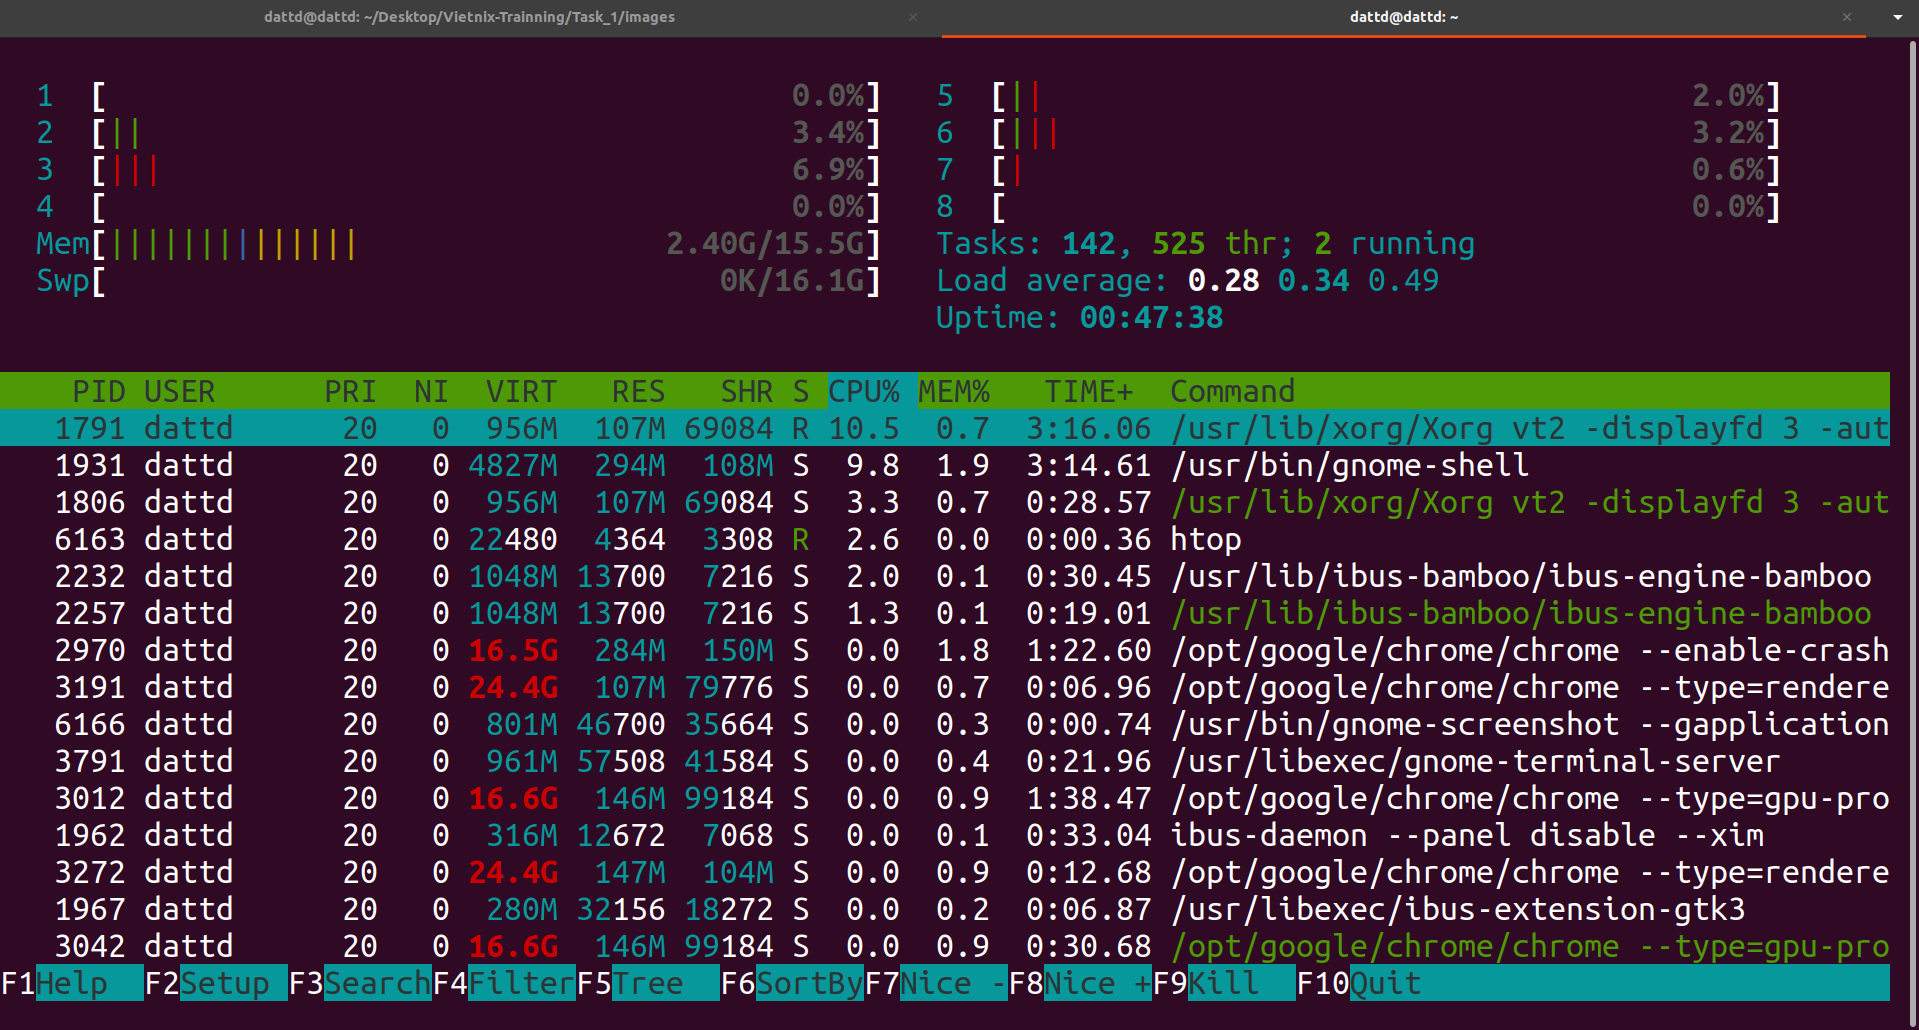 dattd@dattd: ~/Desktop/Vietnix-Trainning/Task_1/images × dattd@dattd: ~ ×
1 [ 0.0%] 5 [|| 2.0%]
2 [|| 3.4%] 6 [||| 3.2%]
3 [||| 6.9%] 7 [| 0.6%]
4 [ 0.0%] 8 [ 0.0%]
Mem[|||||||||||||| 2.40G/15.5G] Tasks: 142, 525 thr; 2 running
Swp[ 0K/16.1G] Load average: 0.28 0.34 0.49
Uptime: 00:47:38
PID USER PRI NI VIRT RES SHR S CPU% MEM% TIME+ Command
1791 dattd 20 0 956M 107M 69084 R 10.5 0.7 3:16.06 /usr/lib/xorg/Xorg vt2 -displayfd 3 -aut
1931 dattd 20 0 4827M 294M 108M S 9.8 1.9 3:14.61 /usr/bin/gnome-shell
1806 dattd 20 0 956M 107M 69084 S 3.3 0.7 0:28.57 /usr/lib/xorg/Xorg vt2 -displayfd 3 -aut
6163 dattd 20 0 22480 4364 3308 R 2.6 0.0 0:00.36 htop
2232 dattd 20 0 1048M 13700 7216 S 2.0 0.1 0:30.45 /usr/lib/ibus-bamboo/ibus-engine-bamboo
2257 dattd 20 0 1048M 13700 7216 S 1.3 0.1 0:19.01 /usr/lib/ibus-bamboo/ibus-engine-bamboo
2970 dattd 20 0 16.5G 284M 150M S 0.0 1.8 1:22.60 /opt/google/chrome/chrome --enable-crash
3191 dattd 20 0 24.4G 107M 79776 S 0.0 0.7 0:06.96 /opt/google/chrome/chrome --type=rendere
6166 dattd 20 0 801M 46700 35664 S 0.0 0.3 0:00.74 /usr/bin/gnome-screenshot --gapplication
3791 dattd 20 0 961M 57508 41584 S 0.0 0.4 0:21.96 /usr/libexec/gnome-terminal-server
3012 dattd 20 0 16.6G 146M 99184 S 0.0 0.9 1:38.47 /opt/google/chrome/chrome --type=gpu-pro
1962 dattd 20 0 316M 12672 7068 S 0.0 0.1 0:33.04 ibus-daemon --panel disable --xim
3272 dattd 20 0 24.4G 147M 104M S 0.0 0.9 0:12.68 /opt/google/chrome/chrome --type=rendere
1967 dattd 20 0 280M 32156 18272 S 0.0 0.2 0:06.87 /usr/libexec/ibus-extension-gtk3
3042 dattd 20 0 16.6G 146M 99184 S 0.0 0.9 0:30.68 /opt/google/chrome/chrome --type=gpu-pro
F1Help F2Setup F3SearchF4FilterF5Tree F6SortByF7Nice -F8Nice +F9Kill F10Quit